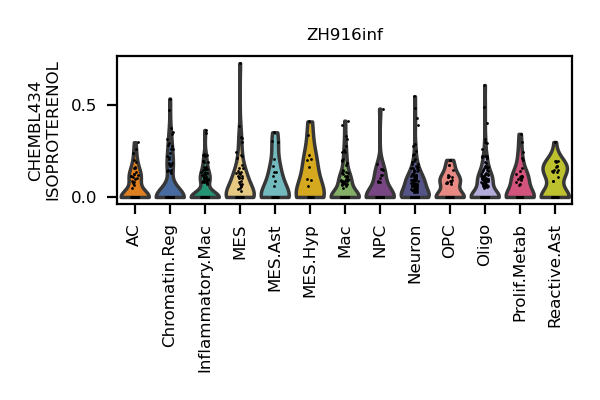 ZH916inf
CHEMBL434
ISOPROTERENOL
0.5
0.0
AC
Chromatin.Reg
Inflammatory.Mac
MES
MES.Ast
MES.Hyp
Mac
NPC
Neuron
OPC
Oligo
Prolif.Metab
Reactive.Ast